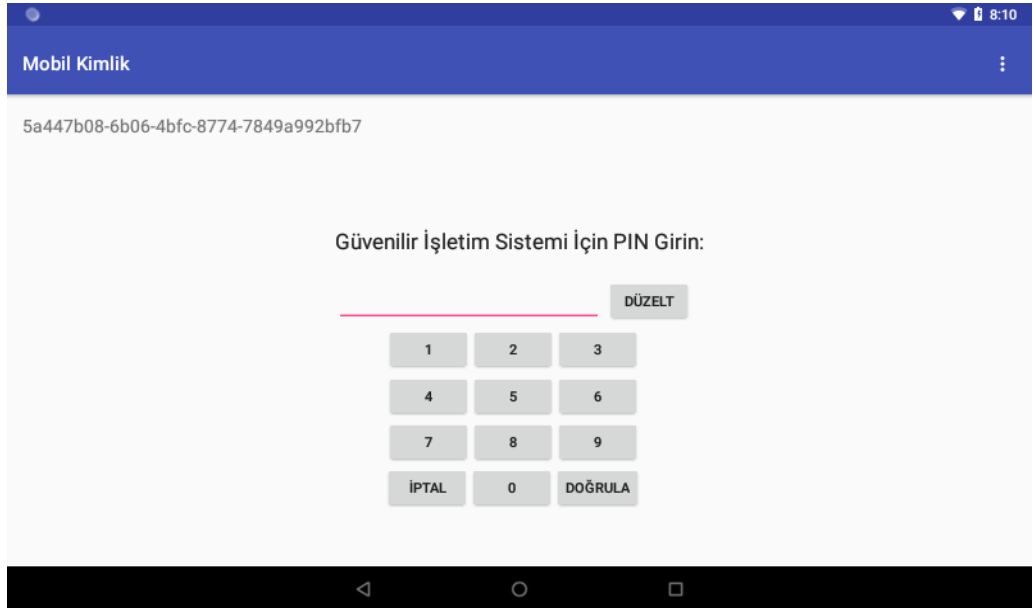 8:10
Mobil Kimlik
5a447b08-6b06-4bfc-8774-7849a992bfb7
Güvenilir İşletim Sistemi İçin PIN Girin:
DÜZELT
1 2 3
4 5 6
7 8 9
İPTAL 0 DOĞRULA